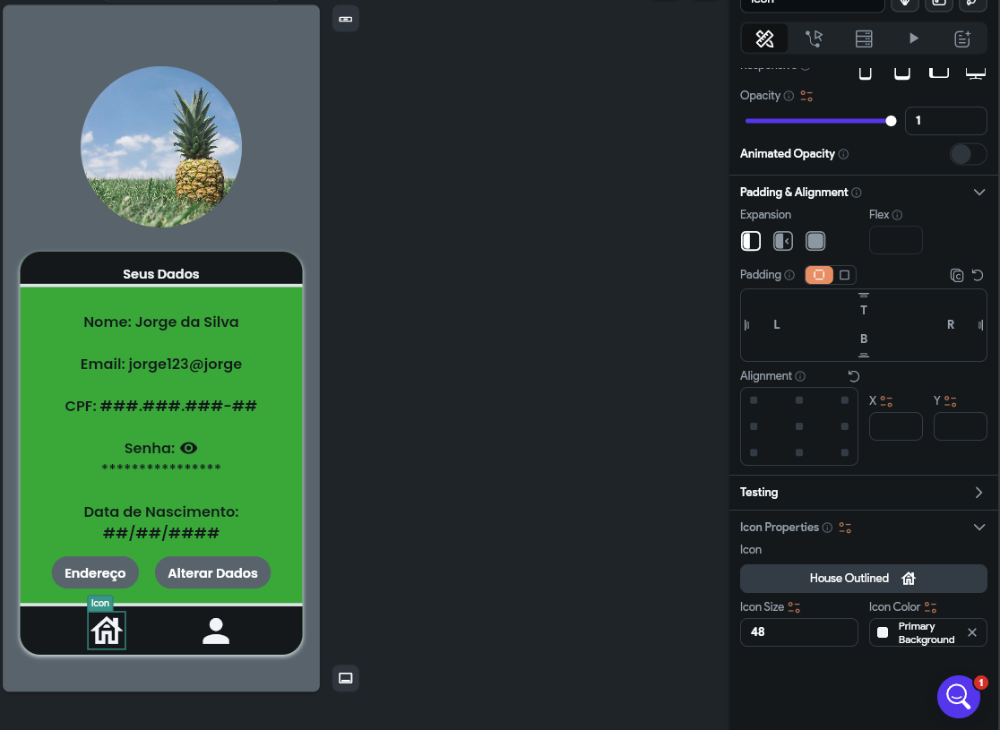 Seus Dados
Nome: Jorge da Silva
Email: jorge123@jorge
CPF: ###.###.###-##
Senha:
****************
Data de Nascimento:
##/##/####
Endereço
Alterar Dados
Icon
Icon
Responsive
Opacity
1
Animated Opacity
Padding & Alignment
Expansion
Flex
Padding
T
L
R
B
Alignment
X
Y
Testing
Icon Properties
Icon
House Outlined
Icon Size
Icon Color
48
Primary
Background
1